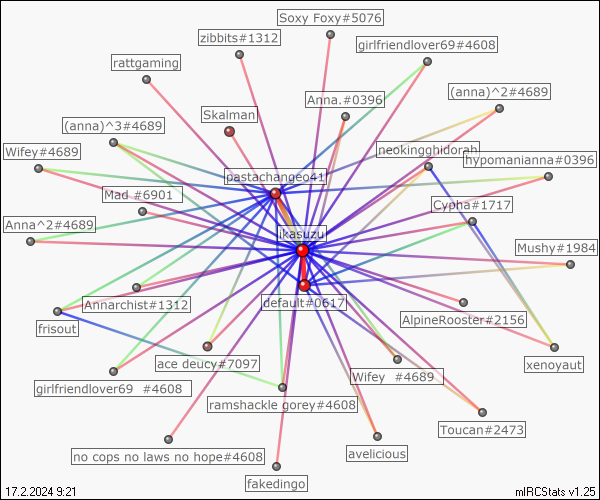 Soxy Foxy#5076
zibbits#1312
girlfriendlover69#4608
rattgaming
(anna)^2#4689
Anna.#0396
Skalman
(anna)^3#4689
Wifey#4689
neokingghidorah
hypomanianna#0396
pastachangeo41
Mad #6901
Cypha#1717
Anna^2#4689
ikasuzu
Mushy#1984
default#0617
Annarchist#1312
AlpineRooster#2156
frisout
ace deucy#7097
xenoyaut
Wifey  #4689
girlfriendlover69  #4608
ramshackle gorey#4608
Toucan#2473
avelicious
no cops no laws no hope#4608
fakedingo
17.2.2024 9:21
mIRCStats v1.25